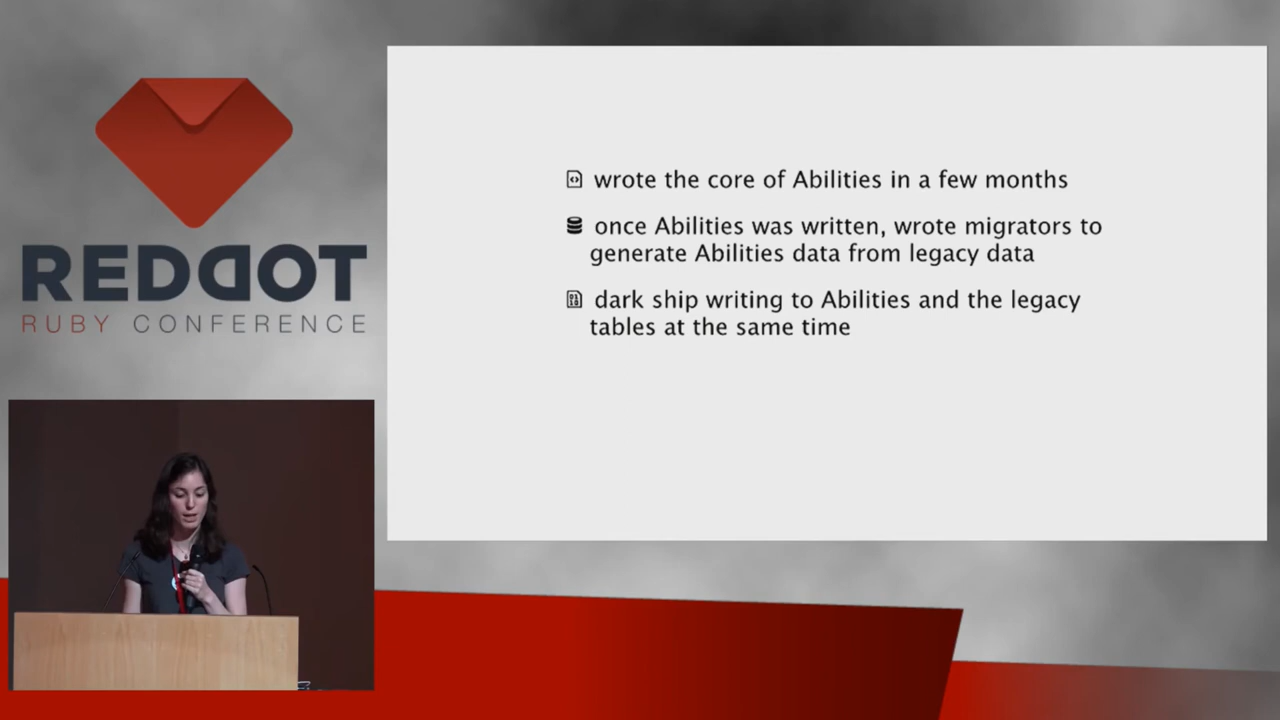 REDDOT
RUBY CONFERENCE
wrote the core of Abilities in a few months
once Abilities was written, wrote migrators to
generate Abilities data from legacy data
dark ship writing to Abilities and the legacy
tables at the same time